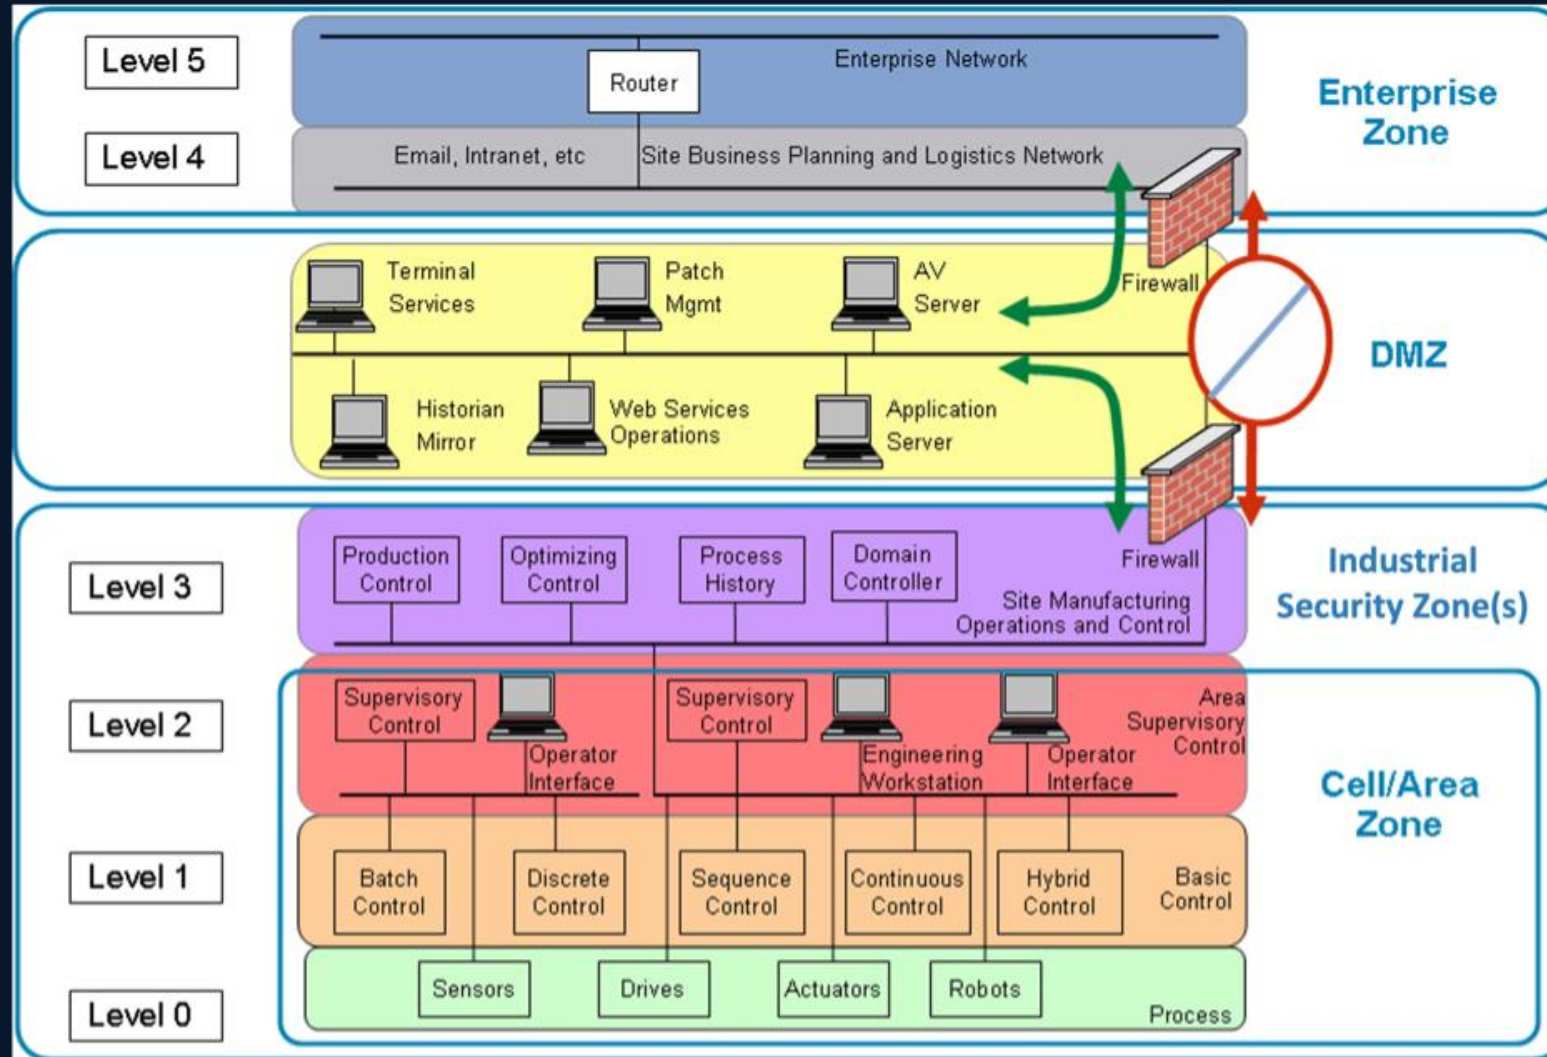 Level 5
Enterprise Network
Router
Enterprise
Zone
Level 4
Email, Intranet, etc
Site Business Planning and Logistics Network
Terminal
Services
Patch
Mgmt
AV
Server
Firewall
DMZ
Historian
Mirror
Web Services
Operations
Application
Server
Level 3
Production
Control
Optimizing
Control
Process
History
Domain
Controller
Firewall
Site Manufacturing
Operations and Control
Industrial
Security Zone(s)
Level 2
Supervisory
Control
Operator
Interface
Supervisory
Control
Engineering
Workstation
Operator
Interface
Area
Supervisory
Control
Cell/Area
Zone
Level 1
Batch
Control
Discrete
Control
Sequence
Control
Continuous
Control
Hybrid
Control
Basic
Control
Level 0
Sensors
Drives
Actuators
Robots
Process